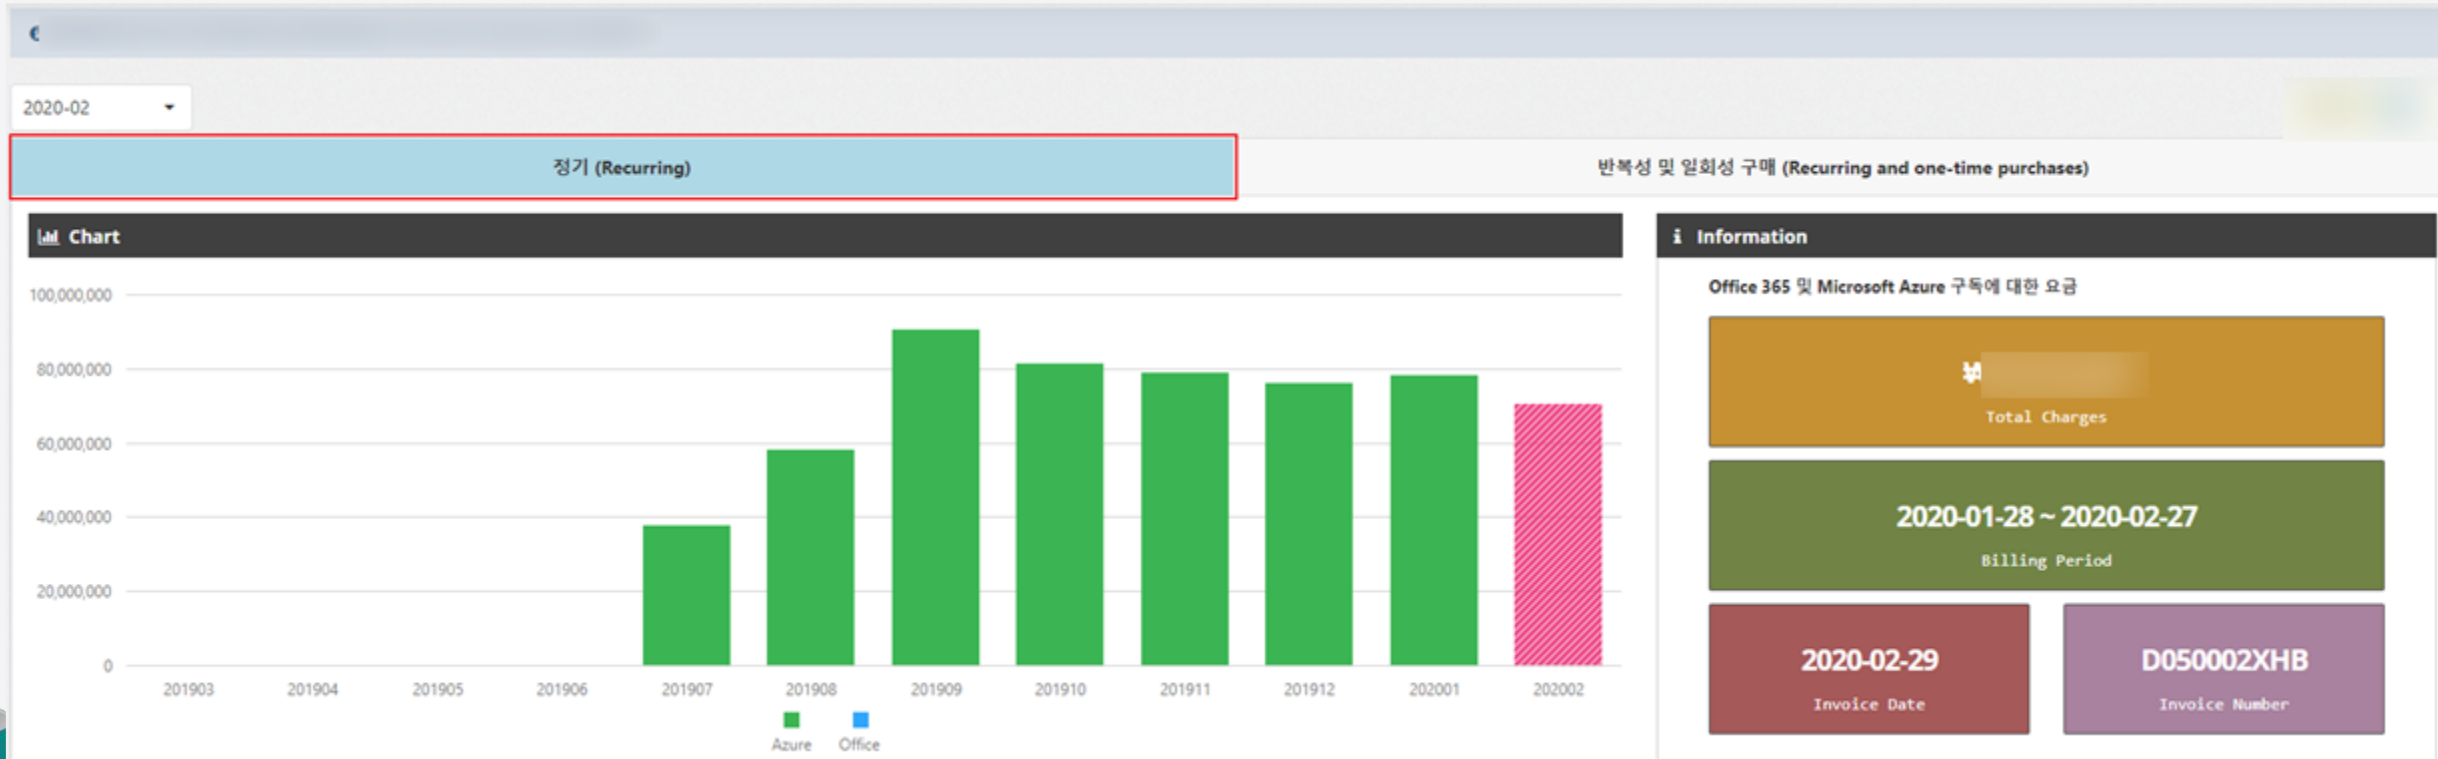 2020-02
정기 (Recurring)
반복성 및 일회성 구매 (Recurring and one-time purchases)
Chart
100,000,000
80,000,000
60,000,000
40,000,000
20,000,000
0
201903 201904 201905 201906 201907 201908 201909 201910 201911 201912 202001 202002
Azure Office
Information
Office 365 및 Microsoft Azure 구독에 대한 요금
₩
Total Charges
2020-01-28 ~ 2020-02-27
Billing Period
2020-02-29
Invoice Date
D050002XHB
Invoice Number